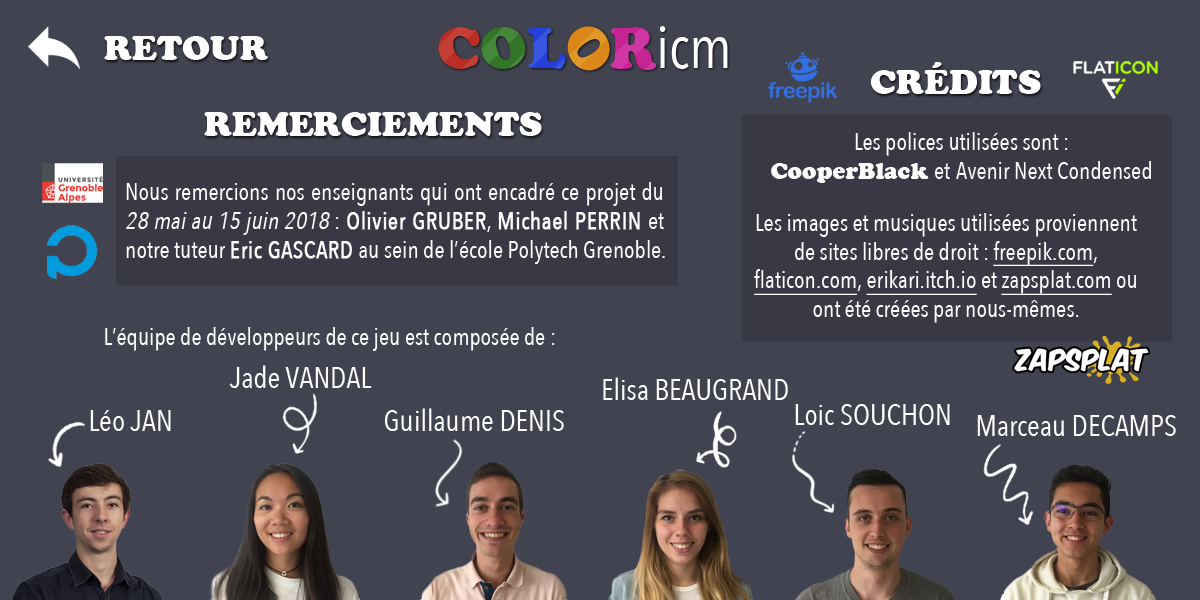 RETOUR
COLORicm
REMERCIEMENTS
UNIVERSITÉ
Grenoble
Alpes
Nous remercions nos enseignants qui ont encadré ce projet du
28 mai au 15 juin 2018 : Olivier GRUBER, Michael PERRIN et
notre tuteur Eric GASCARD au sein de l'école Polytech Grenoble.
freepik
CRÉDITS
FLATICON
Les polices utilisées sont :
CooperBlack et Avenir Next Condensed
Les images et musiques utilisées proviennent
de sites libres de droit : freepik.com,
flaticon.com, erikari.itch.io et zapsplat.com ou
ont été créées par nous-mêmes.
ZAPSPLAT
L'équipe de développeurs de ce jeu est composée de :
Léo JAN
Jade VANDAL
Guillaume DENIS
Elisa BEAUGRAND
Loic SOUCHON
Marceau DECAMPS